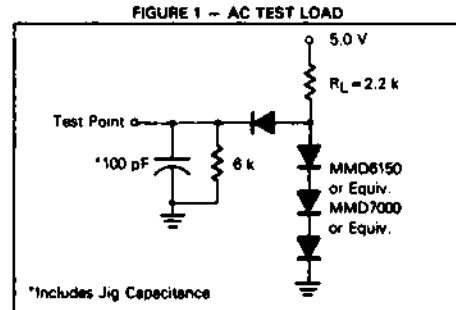 FIGURE 1 — AC TEST LOAD
5.0 V
RL = 2.2 k
Test Point
*100 pF
6 k
MMD6150
or Equiv.
MMD7000
or Equiv.
*Includes Jig Capacitance